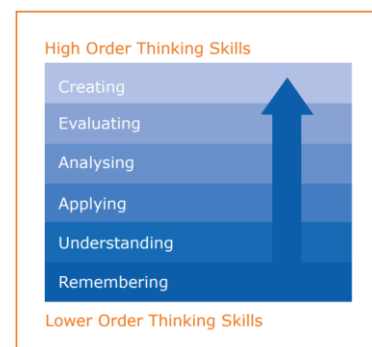 High Order Thinking Skills
Creating
Evaluating
Analysing
Applying
Understanding
Remembering
Lower Order Thinking Skills